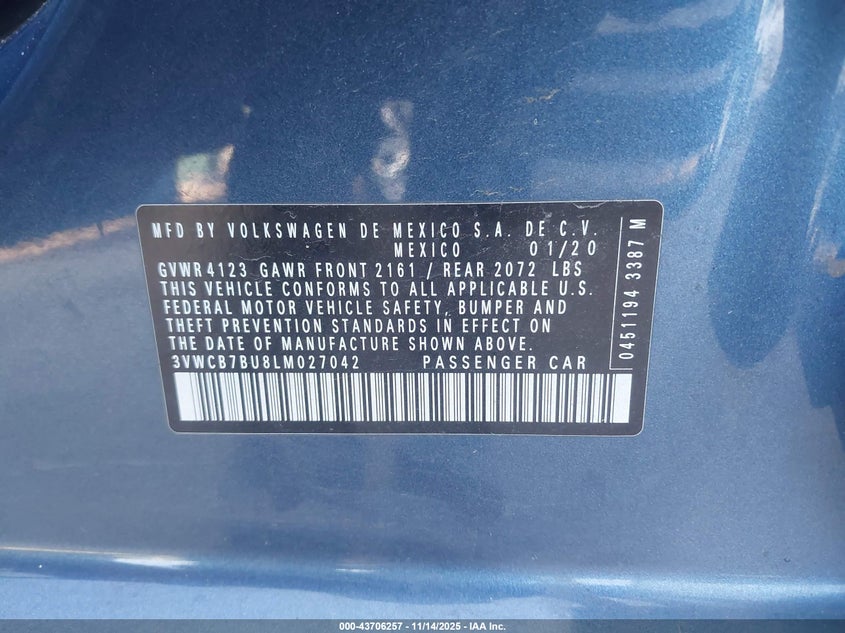 MFD BY VOLKSWAGEN DE MEXICO S.A. DE C.V.
MEXICO 01/20
GVWR 4123 GAWR FRONT 2161 / REAR 2072 LBS
THIS VEHICLE CONFORMS TO ALL APPLICABLE U.S.
FEDERAL MOTOR VEHICLE SAFETY, BUMPER AND
THEFT PREVENTION STANDARDS IN EFFECT ON
THE DATE OF MANUFACTURE SHOWN ABOVE.
3VWCB7BU8LM027042 PASSENGER CAR
0451194 3387 M
000-43706257 - 11/14/2025 - IAA Inc.